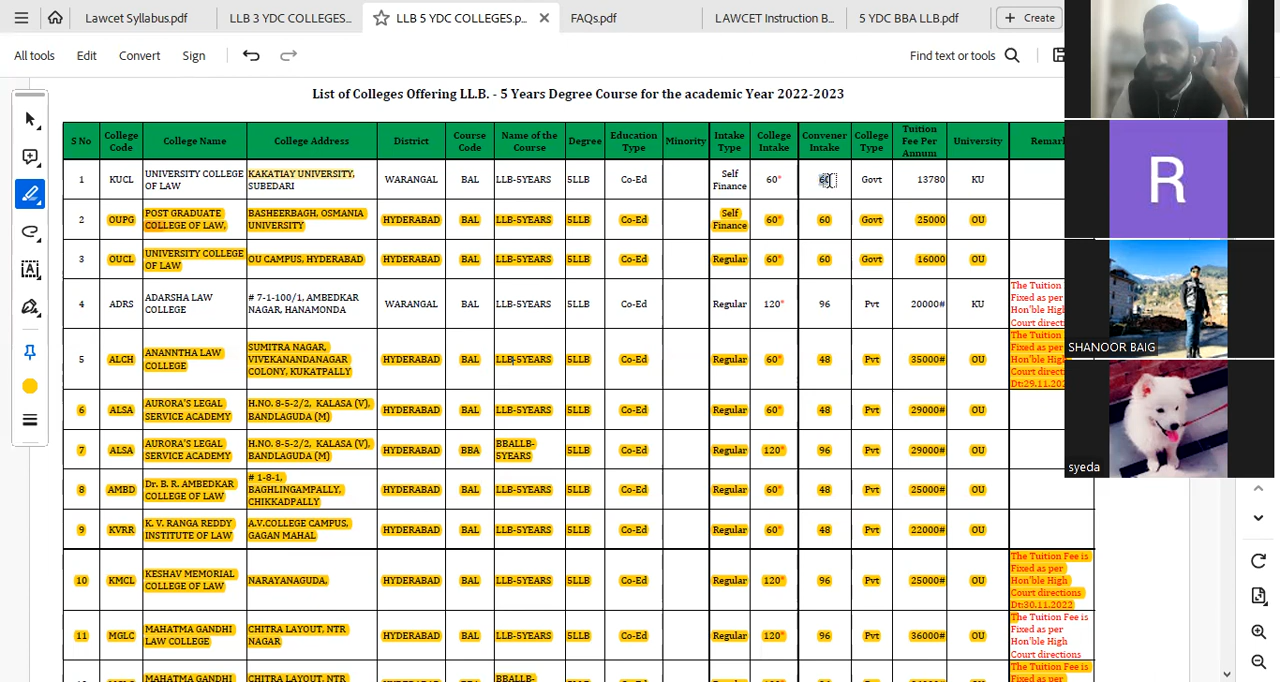 Lawcet Syllabus.pdf LLB 3 YDC COLLEGES... LLB 5 YDC COLLEGES.p... FAQs.pdf LAWCET Instruction B... 5 YDC BBA LLB.pdf Create
All tools Edit Convert Sign Find text or tools
List of Colleges Offering LL.B. - 5 Years Degree Course for the academic Year 2022-2023
S No
College
Code
College Name
College Address
District
Course
Code
Name of the
Course
Degree
Education
Type
Minority
Intake
Type
College
Intake
Convener
Intake
College
Type
Tuition
Fee Per
Annum
University
1
KUCL
UNIVERSITY COLLEGE
OF LAW
KAKATIAY UNIVERSITY,
SUBEDARI
WARANGAL
BAL
LLB-5YEARS
5LLB
Co-Ed
Self
Finance
60*
60
Govt
13780
KU
2
OUPG
POST GRADUATE
COLLEGE OF LAW,
BASHEERBAGH, OSMANIA
UNIVERSITY
HYDERABAD
BAL
LLB-5YEARS
5LLB
Co-Ed
Self
Finance
60*
60
Govt
25000
OU
3
OUCL
UNIVERSITY COLLEGE
OF LAW
OU CAMPUS, HYDERABAD
HYDERABAD
BAL
LLB-5YEARS
5LLB
Co-Ed
Regular
60*
60
Govt
16000
OU
4
ADRS
ADARSHA LAW
COLLEGE
# 7-1-100/1, AMBEDKAR
NAGAR, HANAMONDA
WARANGAL
BAL
LLB-5YEARS
5LLB
Co-Ed
Regular
120*
96
Pvt
20000#
KU
The Tuition
Fixed as per
Hon'ble High
Court directi
5
ALCH
ANANNTHA LAW
COLLEGE
SUMITRA NAGAR,
VIVEKANANDANAGAR
COLONY, KUKATPALLY
HYDERABAD
BAL
LLB-5YEARS
5LLB
Co-Ed
Regular
60*
48
Pvt
35000#
OU
The Tuition
Fixed as per
Hon'ble High
Court direct
Dt:29.11.202
6
ALSA
AURORA'S LEGAL
SERVICE ACADEMY
H.NO. 8-5-2/2, KALASA (V),
BANDLAGUDA (M)
HYDERABAD
BAL
LLB-5YEARS
5LLB
Co-Ed
Regular
60*
48
Pvt
29000#
OU
7
ALSA
AURORA'S LEGAL
SERVICE ACADEMY
H.NO. 8-5-2/2, KALASA (V),
BANDLAGUDA (M)
HYDERABAD
BBA
BBALLB-
5YEARS
5LLB
Co-Ed
Regular
120*
96
Pvt
29000#
OU
8
AMBD
Dr. B. R. AMBEDKAR
COLLEGE OF LAW
# 1-8-1,
BAGHLINGAMPALLY,
CHIKKADPALLY
HYDERABAD
BAL
LLB-5YEARS
5LLB
Co-Ed
Regular
60*
48
Pvt
25000#
OU
9
KVRR
K. V. RANGA REDDY
INSTITUTE OF LAW
A.V.COLLEGE CAMPUS,
GAGAN MAHAL
HYDERABAD
BAL
LLB-5YEARS
5LLB
Co-Ed
Regular
60*
48
Pvt
22000#
OU
10
KMCL
KESHAV MEMORIAL
COLLEGE OF LAW
NARAYANAGUDA,
HYDERABAD
BAL
LLB-5YEARS
5LLB
Co-Ed
Regular
120*
96
Pvt
25000#
OU
The Tuition Fee is
Fixed as per
Hon'ble High
Court directions
Dt:30.11.2022
11
MGLC
MAHATMA GANDHI
LAW COLLEGE
CHITRA LAYOUT, NTR
NAGAR
HYDERABAD
BAL
LLB-5YEARS
5LLB
Co-Ed
Regular
120*
96
Pvt
36000#
OU
The Tuition Fee is
Fixed as per
Hon'ble High
Court directions
MAHATMA GANDHI
CHITRA LAYOUT, NTR
BBALLB-
The Tuition Fee is
Fixed as per
R
SHANOOR BAIG
syeda